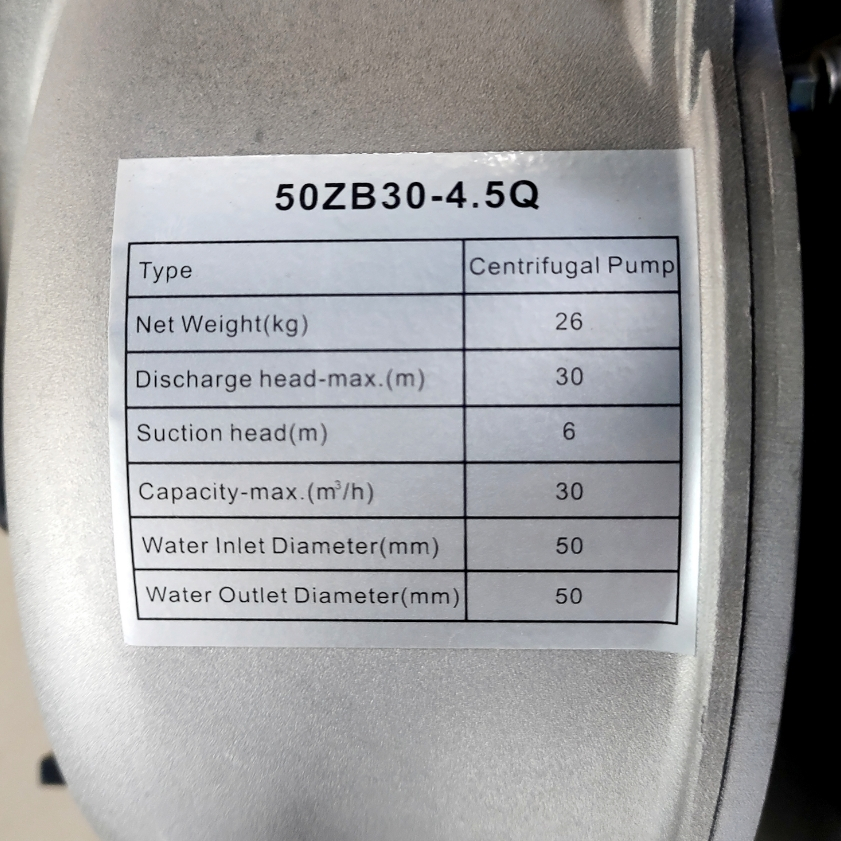 50ZB30-4.5Q
Type Centrifugal Pump
Net Weight(kg) 26
Discharge head-max.(m) 30
Suction head(m) 6
Capacity-max.(m³/h) 30
Water Inlet Diameter(mm) 50
Water Outlet Diameter(mm) 50